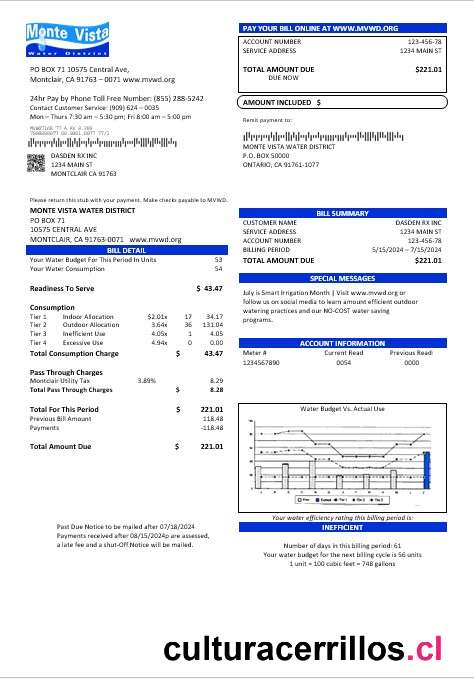 Monte Vista
Water District
PO BOX 71 10575 Central Ave,
Montclair, CA 91763 – 0071 www.mvwd.org
24hr Pay by Phone Toll Free Number: (855) 288-5242
Contact Customer Service: (909) 624 – 0035
Mon – Thurs 7:30 am – 5:30 pm; Fri 8:00 am – 5:00 pm
DASDEN RX INC
1234 MAIN ST
MONTCLAIR CA 91763
PAY YOUR BILL ONLINE AT WWW.MVWD.ORG
ACCOUNT NUMBER 123-456-78
SERVICE ADDRESS 1234 MAIN ST
TOTAL AMOUNT DUE $221.01
DUE NOW
AMOUNT INCLUDED $
Remit payment to:
MONTE VISTA WATER DISTRICT
P.O. BOX 50000
ONTARIO, CA 91761-1077
Please return this stub with your payment. Make checks payable to MVWD.
MONTE VISTA WATER DISTRICT
PO BOX 71
10575 CENTRAL AVE
MONTCLAIR, CA 91763-0071 www.mvwd.org
BILL DETAIL
Your Water Budget For This Period In Units 53
Your Water Consumption 54
Readiness To Serve $ 43.47
Consumption
Tier 1 Indoor Allocation $2.01x 17 34.17
Tier 2 Outdoor Allocation 3.64x 36 131.04
Tier 3 Inefficient Use 4.05x 1 4.05
Tier 4 Excessive Use 4.94x 0 0.00
Total Consumption Charge $ 43.47
Pass Through Charges
Montclair Utility Tax 3.89% 8.29
Total Pass Through Charges $ 8.28
Total For This Period $ 221.01
Previous Bill Amount 118.48
Payments -118.48
Total Amount Due $ 221.01
Past Due Notice to be mailed after 07/18/2024
Payments received after 08/15/2024p are assessed,
a late fee and a shut-Off Notice will be mailed.
BILL SUMMARY
CUSTOMER NAME DASDEN RX INC
SERVICE ADDRESS 1234 MAIN ST
ACCOUNT NUMBER 123-456-78
BILLING PERIOD 5/15/2024 – 7/15/2024
TOTAL AMOUNT DUE $221.01
SPECIAL MESSAGES
July is Smart Irrigation Month | Visit www.mvwd.org or
follow us on social media to learn amount efficient outdoor
watering practices and our NO-COST water saving
programs.
ACCOUNT INFORMATION
Meter # Current Read Previous Read
1234567890 0054 0000
Water Budget Vs. Actual Use
Your water efficiency rating this billing period is:
INEFFICIENT
Number of days in this billing period: 61
Your Water budget for the next billing cycle is 56 units
1 unit = 100 cubic feet = 748 gallons
culturacerrillos.cl